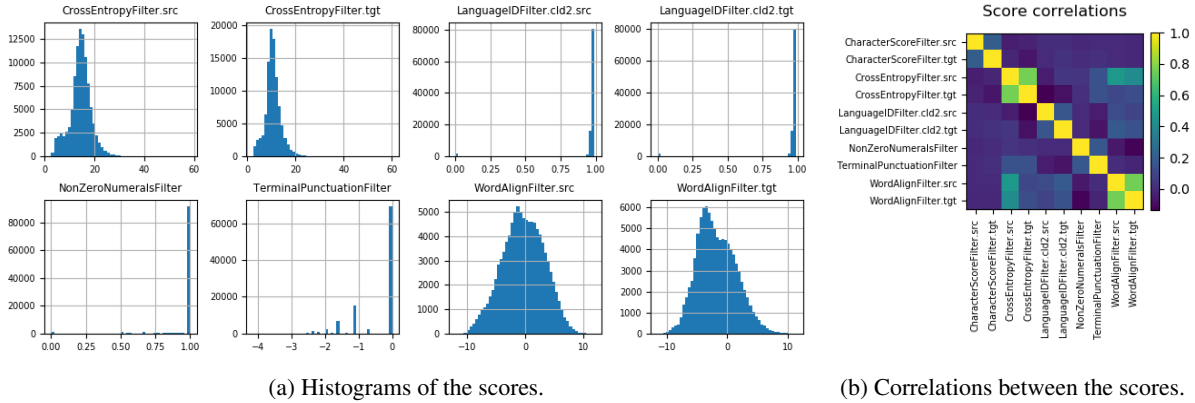 CrossEntropyFilter.src
12500
10000
7500
5000
2500
0
0 20 40 60
CrossEntropyFilter.tgt
20000
15000
10000
5000
0
0 20 40 60
LanguageIDFilter.cld2.src
80000
60000
40000
20000
0
0.00 0.25 0.50 0.75 1.00
LanguageIDFilter.cld2.tgt
80000
60000
40000
20000
0
0.00 0.25 0.50 0.75 1.00
NonZeroNumeralsFilter
80000
60000
40000
20000
0
0.00 0.25 0.50 0.75 1.00
TerminalPunctuationFilter
60000
40000
20000
0
−4 −3 −2 −1 0
WordAlignFilter.src
5000
4000
3000
2000
1000
0
−10 0 10
WordAlignFilter.tgt
6000
5000
4000
3000
2000
1000
0
−10 0 10
(a) Histograms of the scores.
Score correlations
CharacterScoreFilter.src
CharacterScoreFilter.tgt
CrossEntropyFilter.src
CrossEntropyFilter.tgt
LanguageIDFilter.cld2.src
LanguageIDFilter.cld2.tgt
NonZeroNumeralsFilter
TerminalPunctuationFilter
WordAlignFilter.src
WordAlignFilter.tgt
CharacterScoreFilter.src
CharacterScoreFilter.tgt
CrossEntropyFilter.src
CrossEntropyFilter.tgt
LanguageIDFilter.cld2.src
LanguageIDFilter.cld2.tgt
NonZeroNumeralsFilter
TerminalPunctuationFilter
WordAlignFilter.src
WordAlignFilter.tgt
1.0
0.8
0.6
0.4
0.2
0.0
(b) Correlations between the scores.